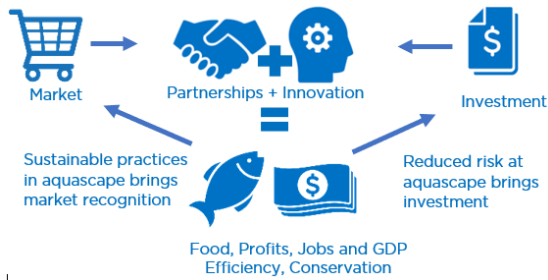 Market
Partnerships + Innovation
Investment
Sustainable practices
in aquascape brings
market recognition
$
$
Reduced risk at
aquascape brings
investment
Food, Profits, Jobs and GDP
Efficiency, Conservation